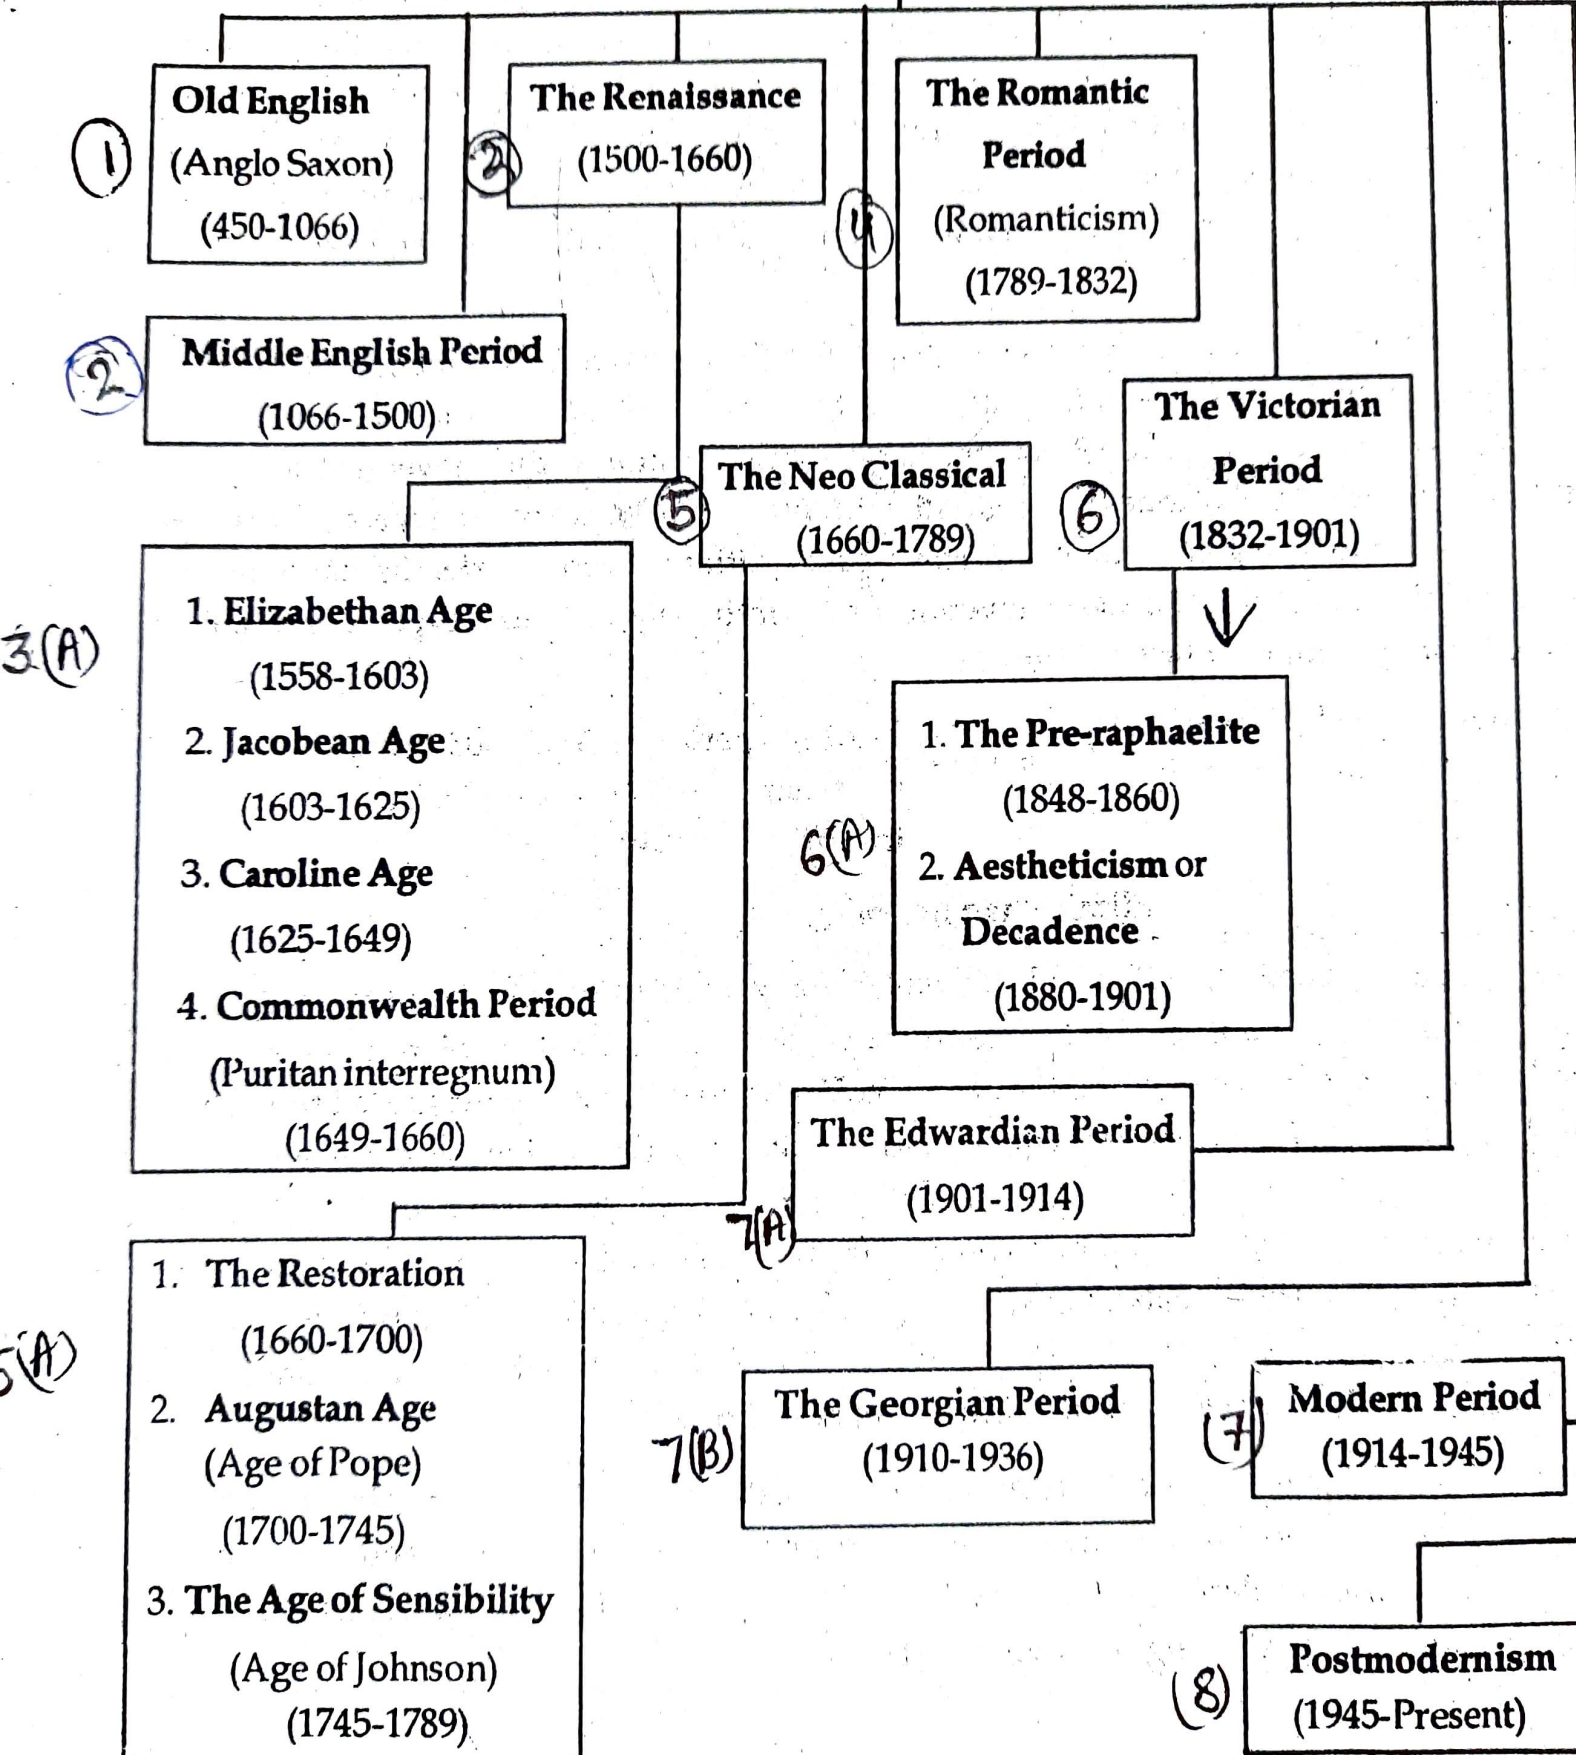 ①
Old English
(Anglo Saxon)
(450-1066)
②
The Renaissance
(1500-1660)
④
The Romantic
Period
(Romanticism)
(1789-1832)
②
Middle English Period
(1066-1500)
⑤
The Neo Classical
(1660-1789)
⑥
The Victorian
Period
(1832-1901)
3(A)
1. Elizabethan Age
(1558-1603)
2. Jacobean Age
(1603-1625)
3. Caroline Age
(1625-1649)
4. Commonwealth Period
(Puritan interregnum)
(1649-1660)
6(A)
1. The Pre-raphaelite
(1848-1860)
2. Aestheticism or
Decadence
(1880-1901)
7(A)
The Edwardian Period
(1901-1914)
5(A)
1. The Restoration
(1660-1700)
2. Augustan Age
(Age of Pope)
(1700-1745)
3. The Age of Sensibility
(Age of Johnson)
(1745-1789)
7(B)
The Georgian Period
(1910-1936)
(7)
Modern Period
(1914-1945)
(8)
Postmodernism
(1945-Present)